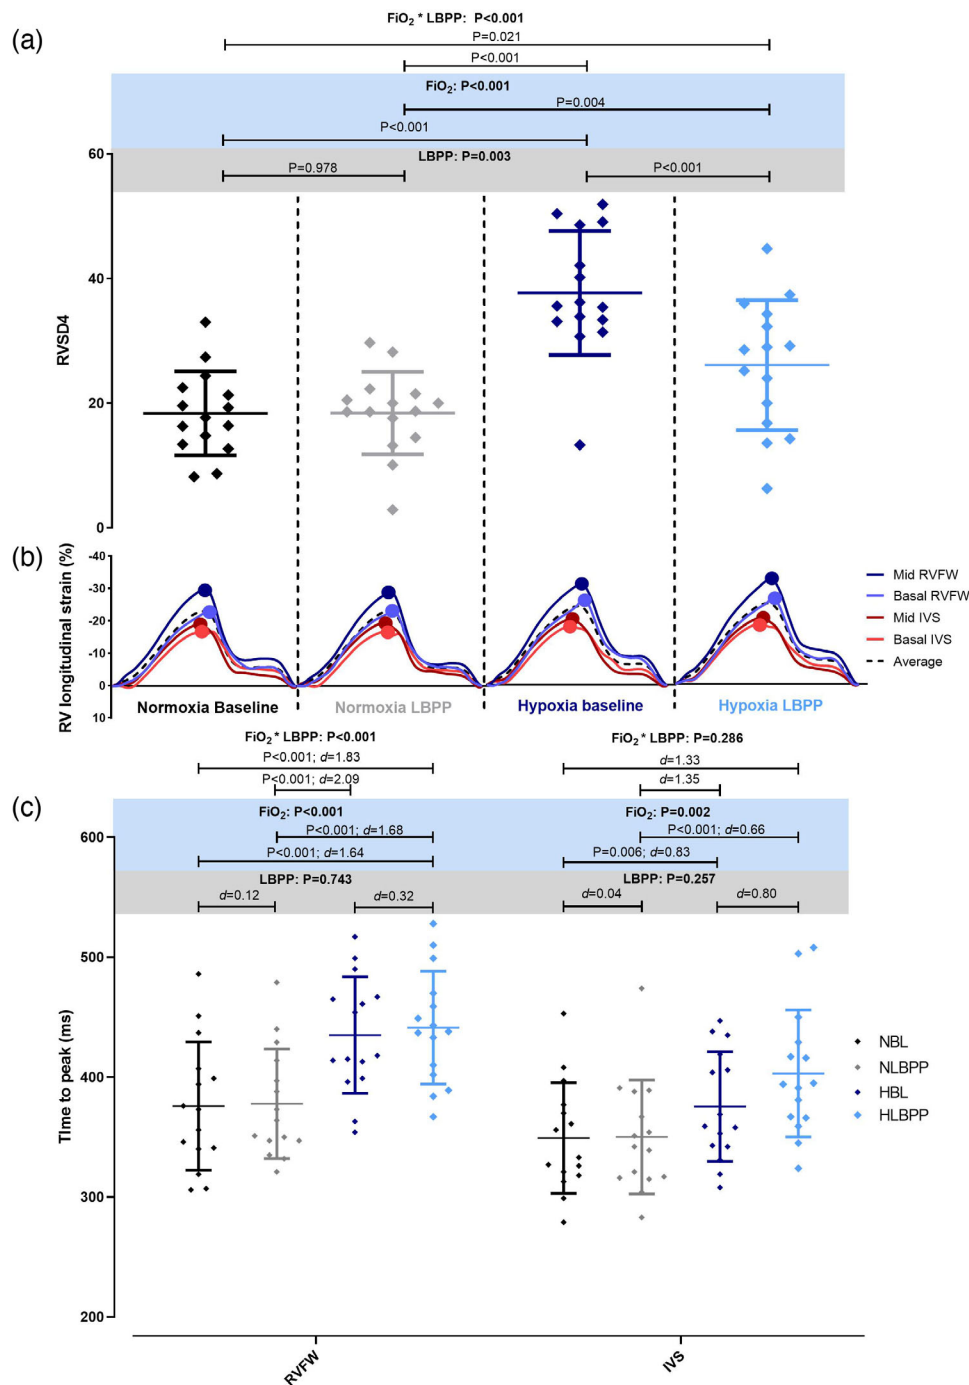 (a)
FiO2 * LBPP: P<0.001
P=0.021
P<0.001
FiO2: P<0.001
P=0.004
P<0.001
LBPP: P=0.003
P=0.978
P<0.001
60
40
20
0
RVSD4
(b)
-40
-30
-20
-10
0
10
RV longitudinal strain (%)
Mid RVFW
Basal RVFW
Mid IVS
Basal IVS
Average
Normoxia Baseline
Normoxia LBPP
Hypoxia baseline
Hypoxia LBPP
(c)
FiO2 * LBPP: P<0.001
P<0.001; d=1.83
P<0.001; d=2.09
FiO2: P<0.001
P<0.001; d=1.68
P<0.001; d=1.64
LBPP: P=0.743
d=0.12
d=0.32
FiO2 * LBPP: P=0.286
d=1.33
d=1.35
FiO2: P=0.002
P<0.001; d=0.66
P=0.006; d=0.83
LBPP: P=0.257
d=0.04
d=0.80
600
500
400
300
200
Time to peak (ms)
NBL
NLBPP
HBL
HLBPP
RVFW
IVS